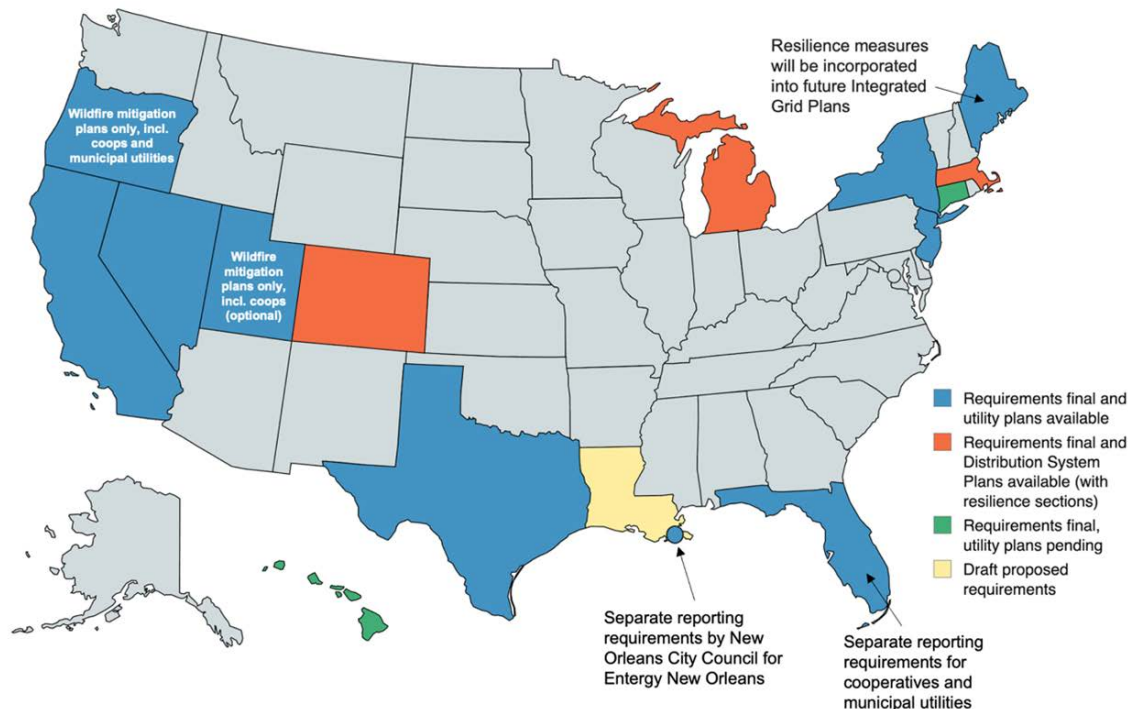 Resilience measures
will be incorporated
into future Integrated
Grid Plans
Wildfire mitigation
plans only, incl.
coops and
municipal utilities
Wildfire
mitigation
plans only,
incl. coops
(optional)
Requirements final and
utility plans available
Requirements final and
Distribution System
Plans available (with
resilience sections)
Requirements final,
utility plans pending
Draft proposed
requirements
Separate reporting
requirements by New
Orleans City Council for
Entergy New Orleans
Separate reporting
requirements for
cooperatives and
municipal utilities